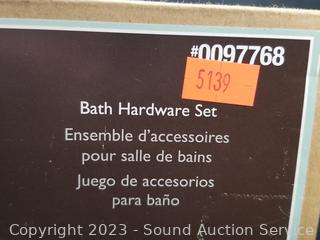 #0097768
5139
Bath Hardware Set
Ensemble d'accessoires
pour salle de bains
Juego de accesorios
para baño
Copyright 2023 - Sound Auction Service